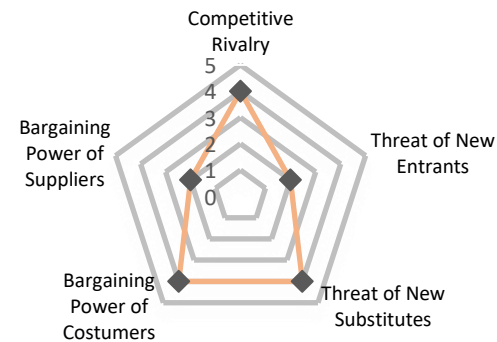 Competitive
Rivalry
5
4
3
2
1
0
Threat of New
Entrants
Threat of New
Substitutes
Bargaining
Power of
Costumers
Bargaining
Power of
Suppliers